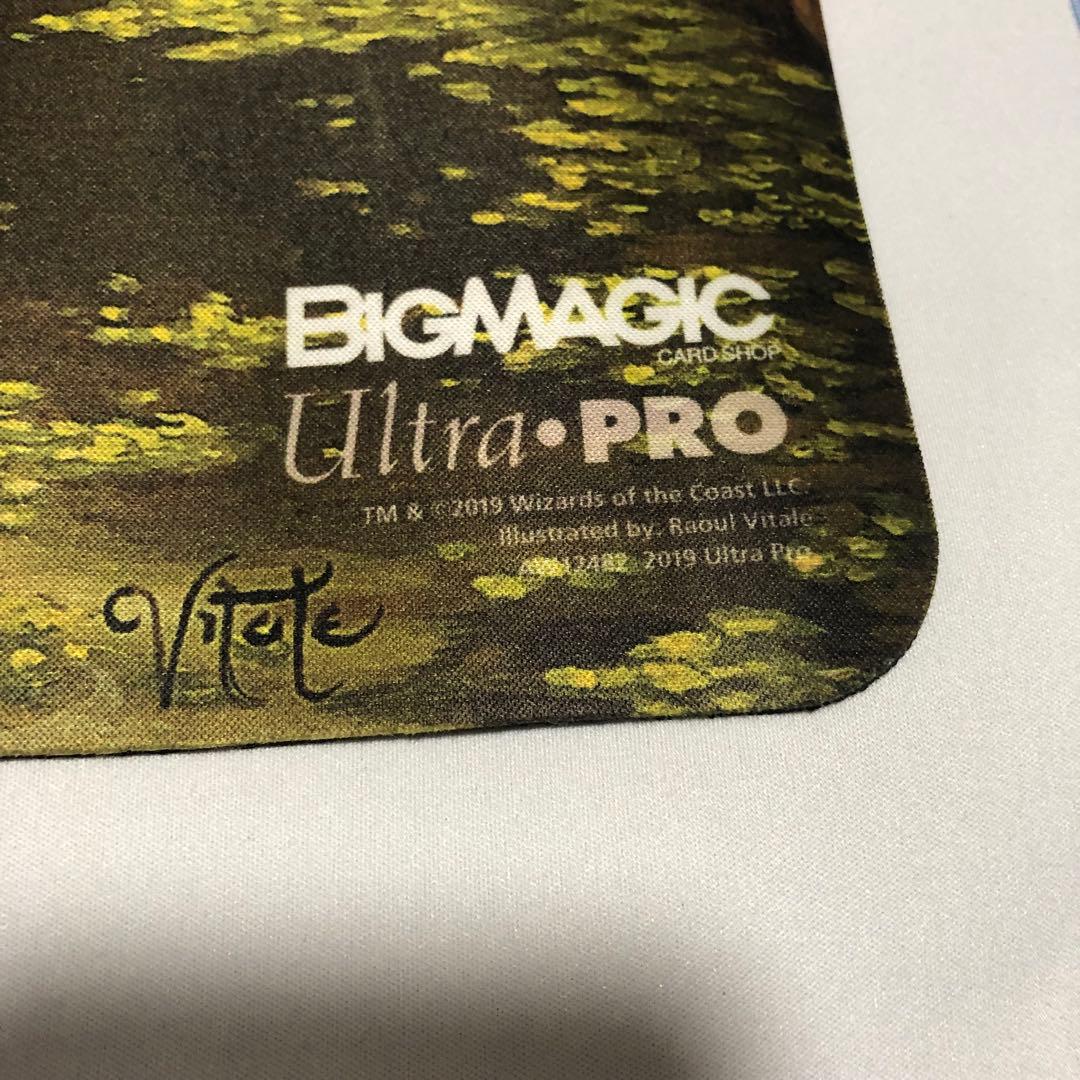 BIGMAGIC
CARD SHOP
Ultra•PRO
TM & ©2019 Wizards of the Coast LLC.
Illustrated by: Raoul Vitale
2019 Ultra Pro
Vitale